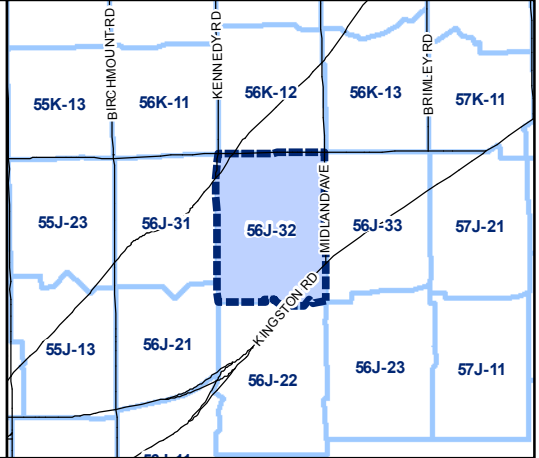 BIRCHMOUNT RD
KENNEDY RD
BRIMLEY RD
55K-13
56K-11
56K-12
56K-13
57K-11
MIDLAND AVE
55J-23
56J-31
56J-32
56J-33
57J-21
KINGSTON RD
55J-13
56J-21
56J-22
56J-23
57J-11